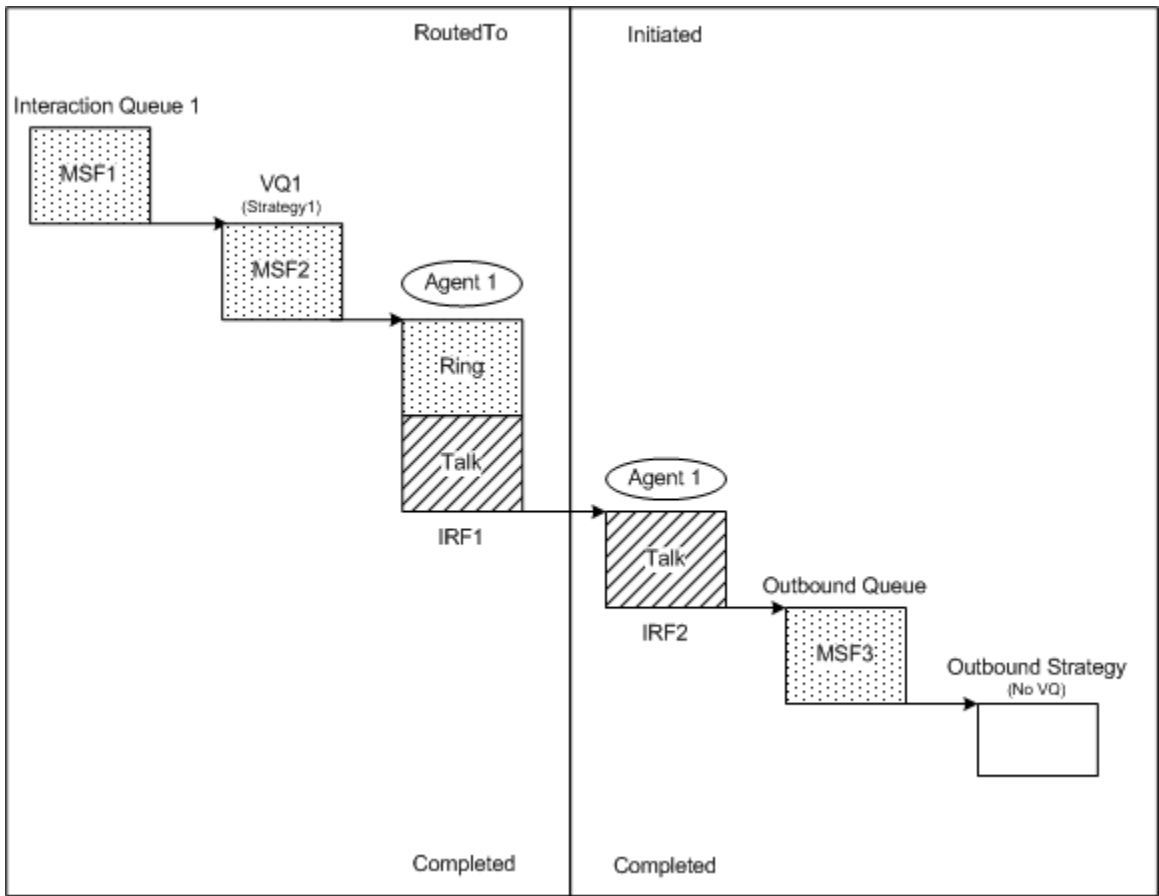 RoutedTo
Initiated
Interaction Queue 1
MSF1
VQ1
(Strategy1)
MSF2
Agent 1
Ring
Talk
IRF1
Agent 1
Talk
IRF2
Outbound Queue
MSF3
Outbound Strategy
(No VQ)
Completed
Completed